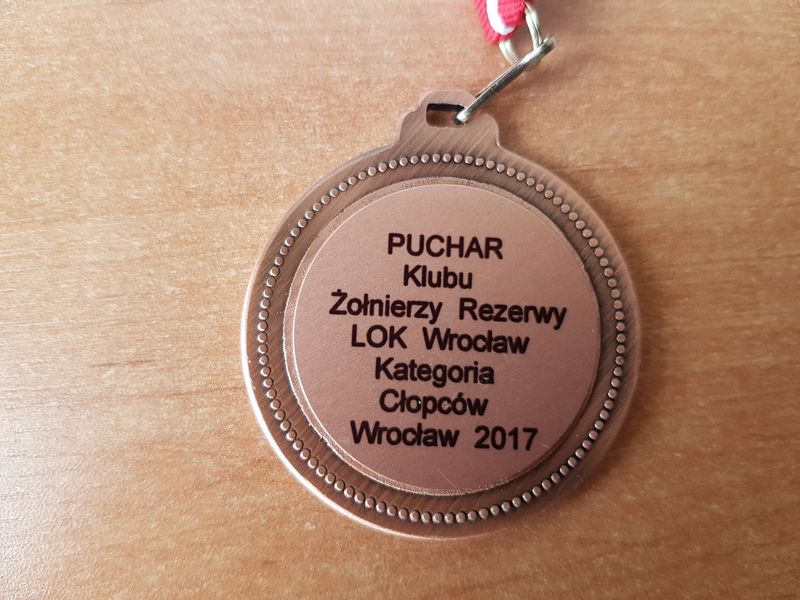 PUCHAR
Klubu
Żołnierzy Rezerwy
LOK Wrocław
Kategoria
Cłopców
Wrocław 2017